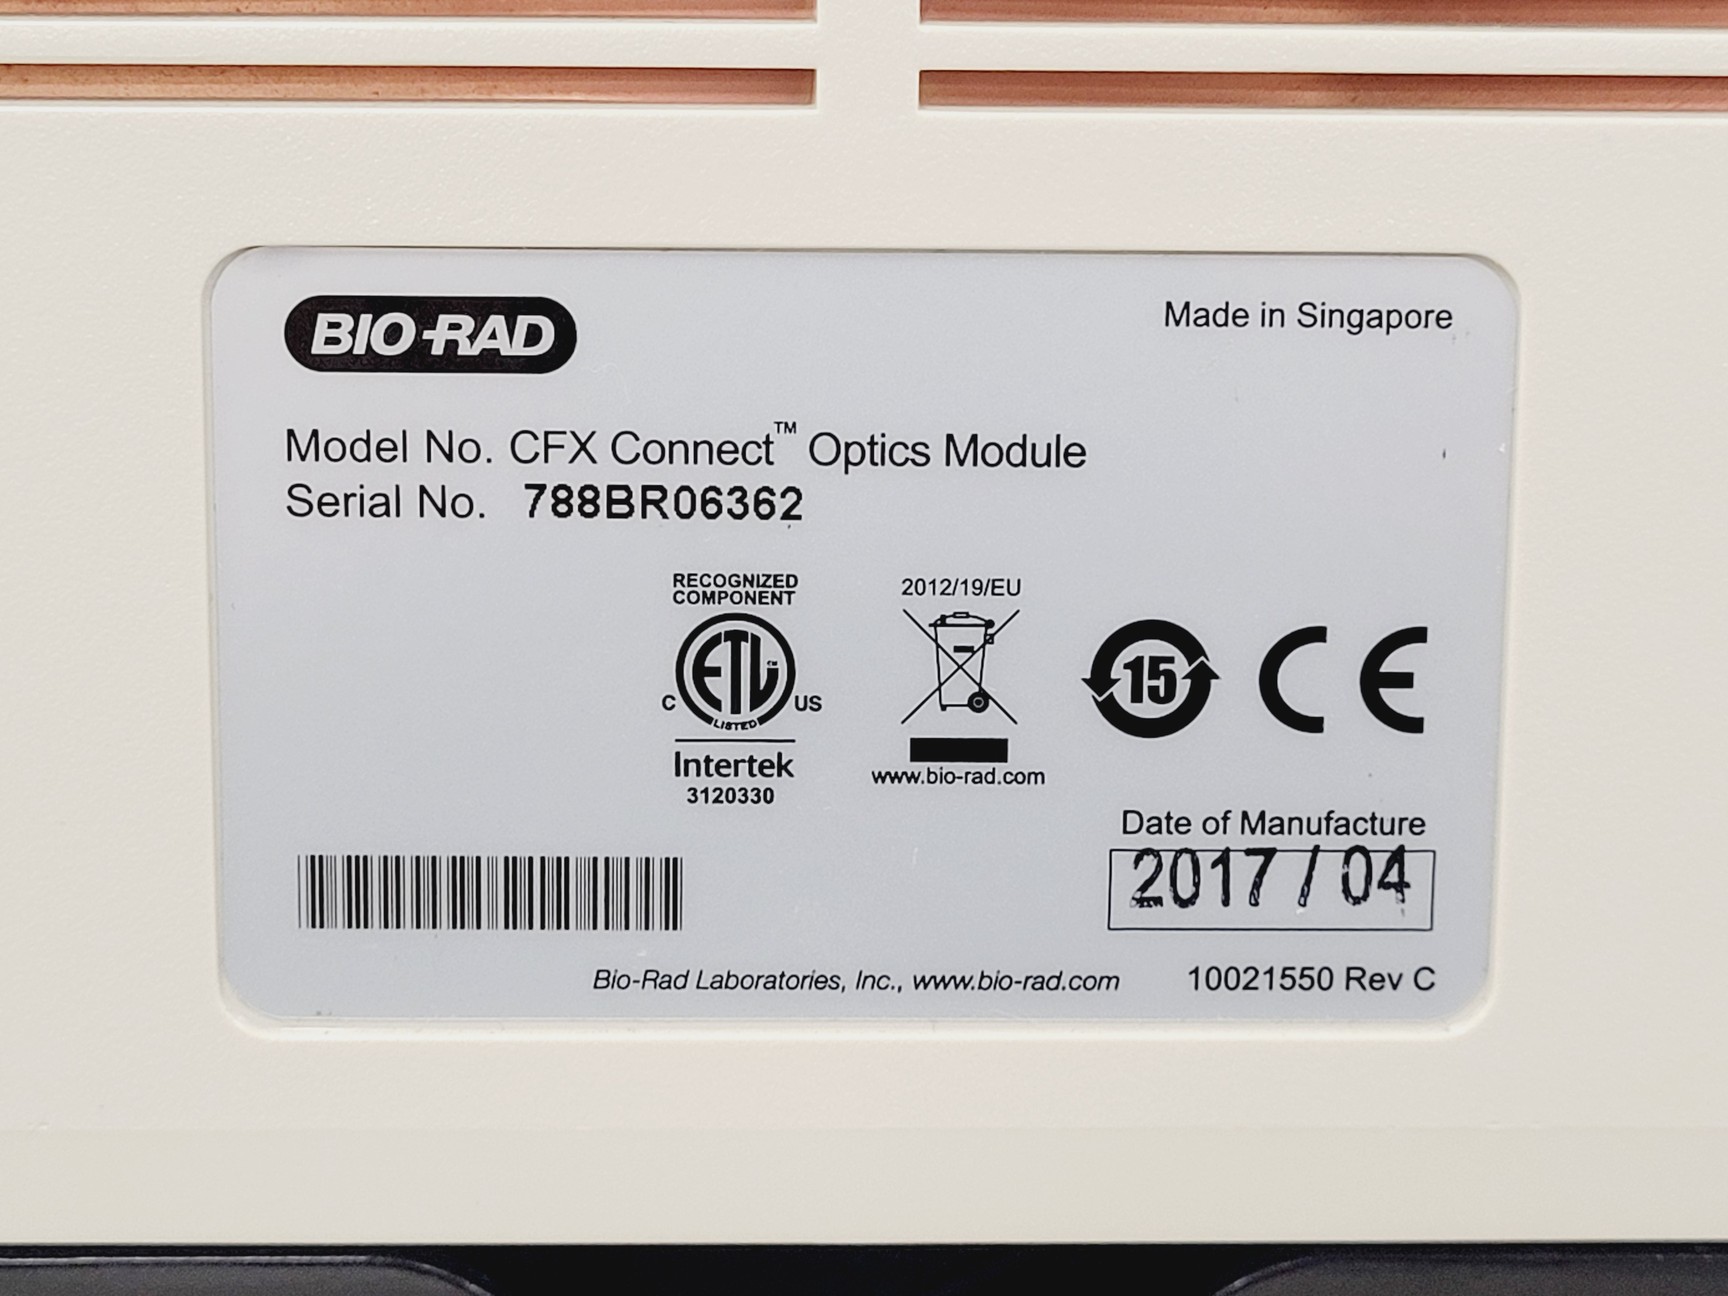 BIO-RAD
Made in Singapore
Model No. CFX Connect™ Optics Module
Serial No. 788BR06362
RECOGNIZED
COMPONENT
ETL
C US
LISTED
Intertek
3120330
2012/19/EU
www.bio-rad.com
15
CE
Date of Manufacture
2017 / 04
Bio-Rad Laboratories, Inc., www.bio-rad.com 10021550 Rev C